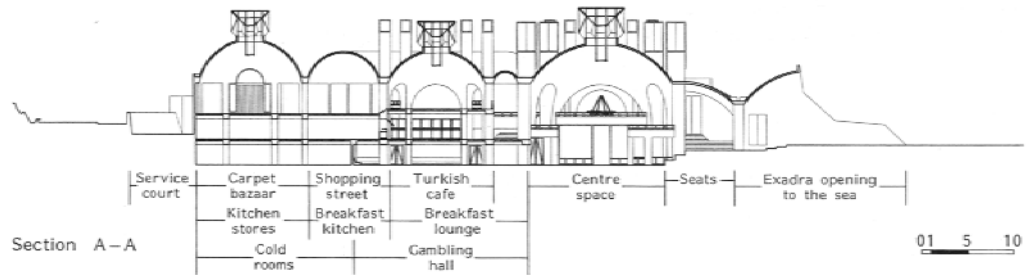 Service
court
Carpet
bazaar
Shopping
street
Turkish
cafe
Centre
space
Seats
Exadra opening
to the sea
Kitchen
stores
Breakfast
kitchen
Breakfast
lounge
Section A–A
Cold
rooms
Gambling
hall
01 5 10